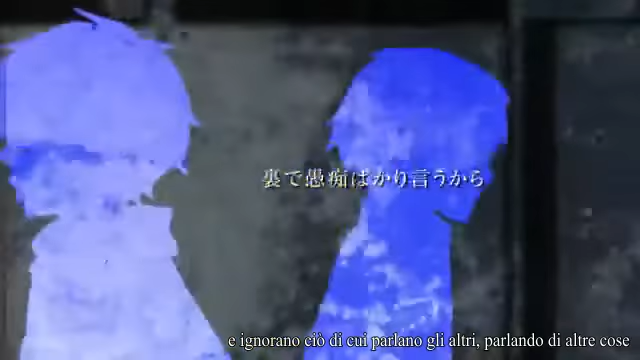 裏で愚痴ばかり言うから
e ignorano ciò di cui parlano gli altri, parlando di altre cose